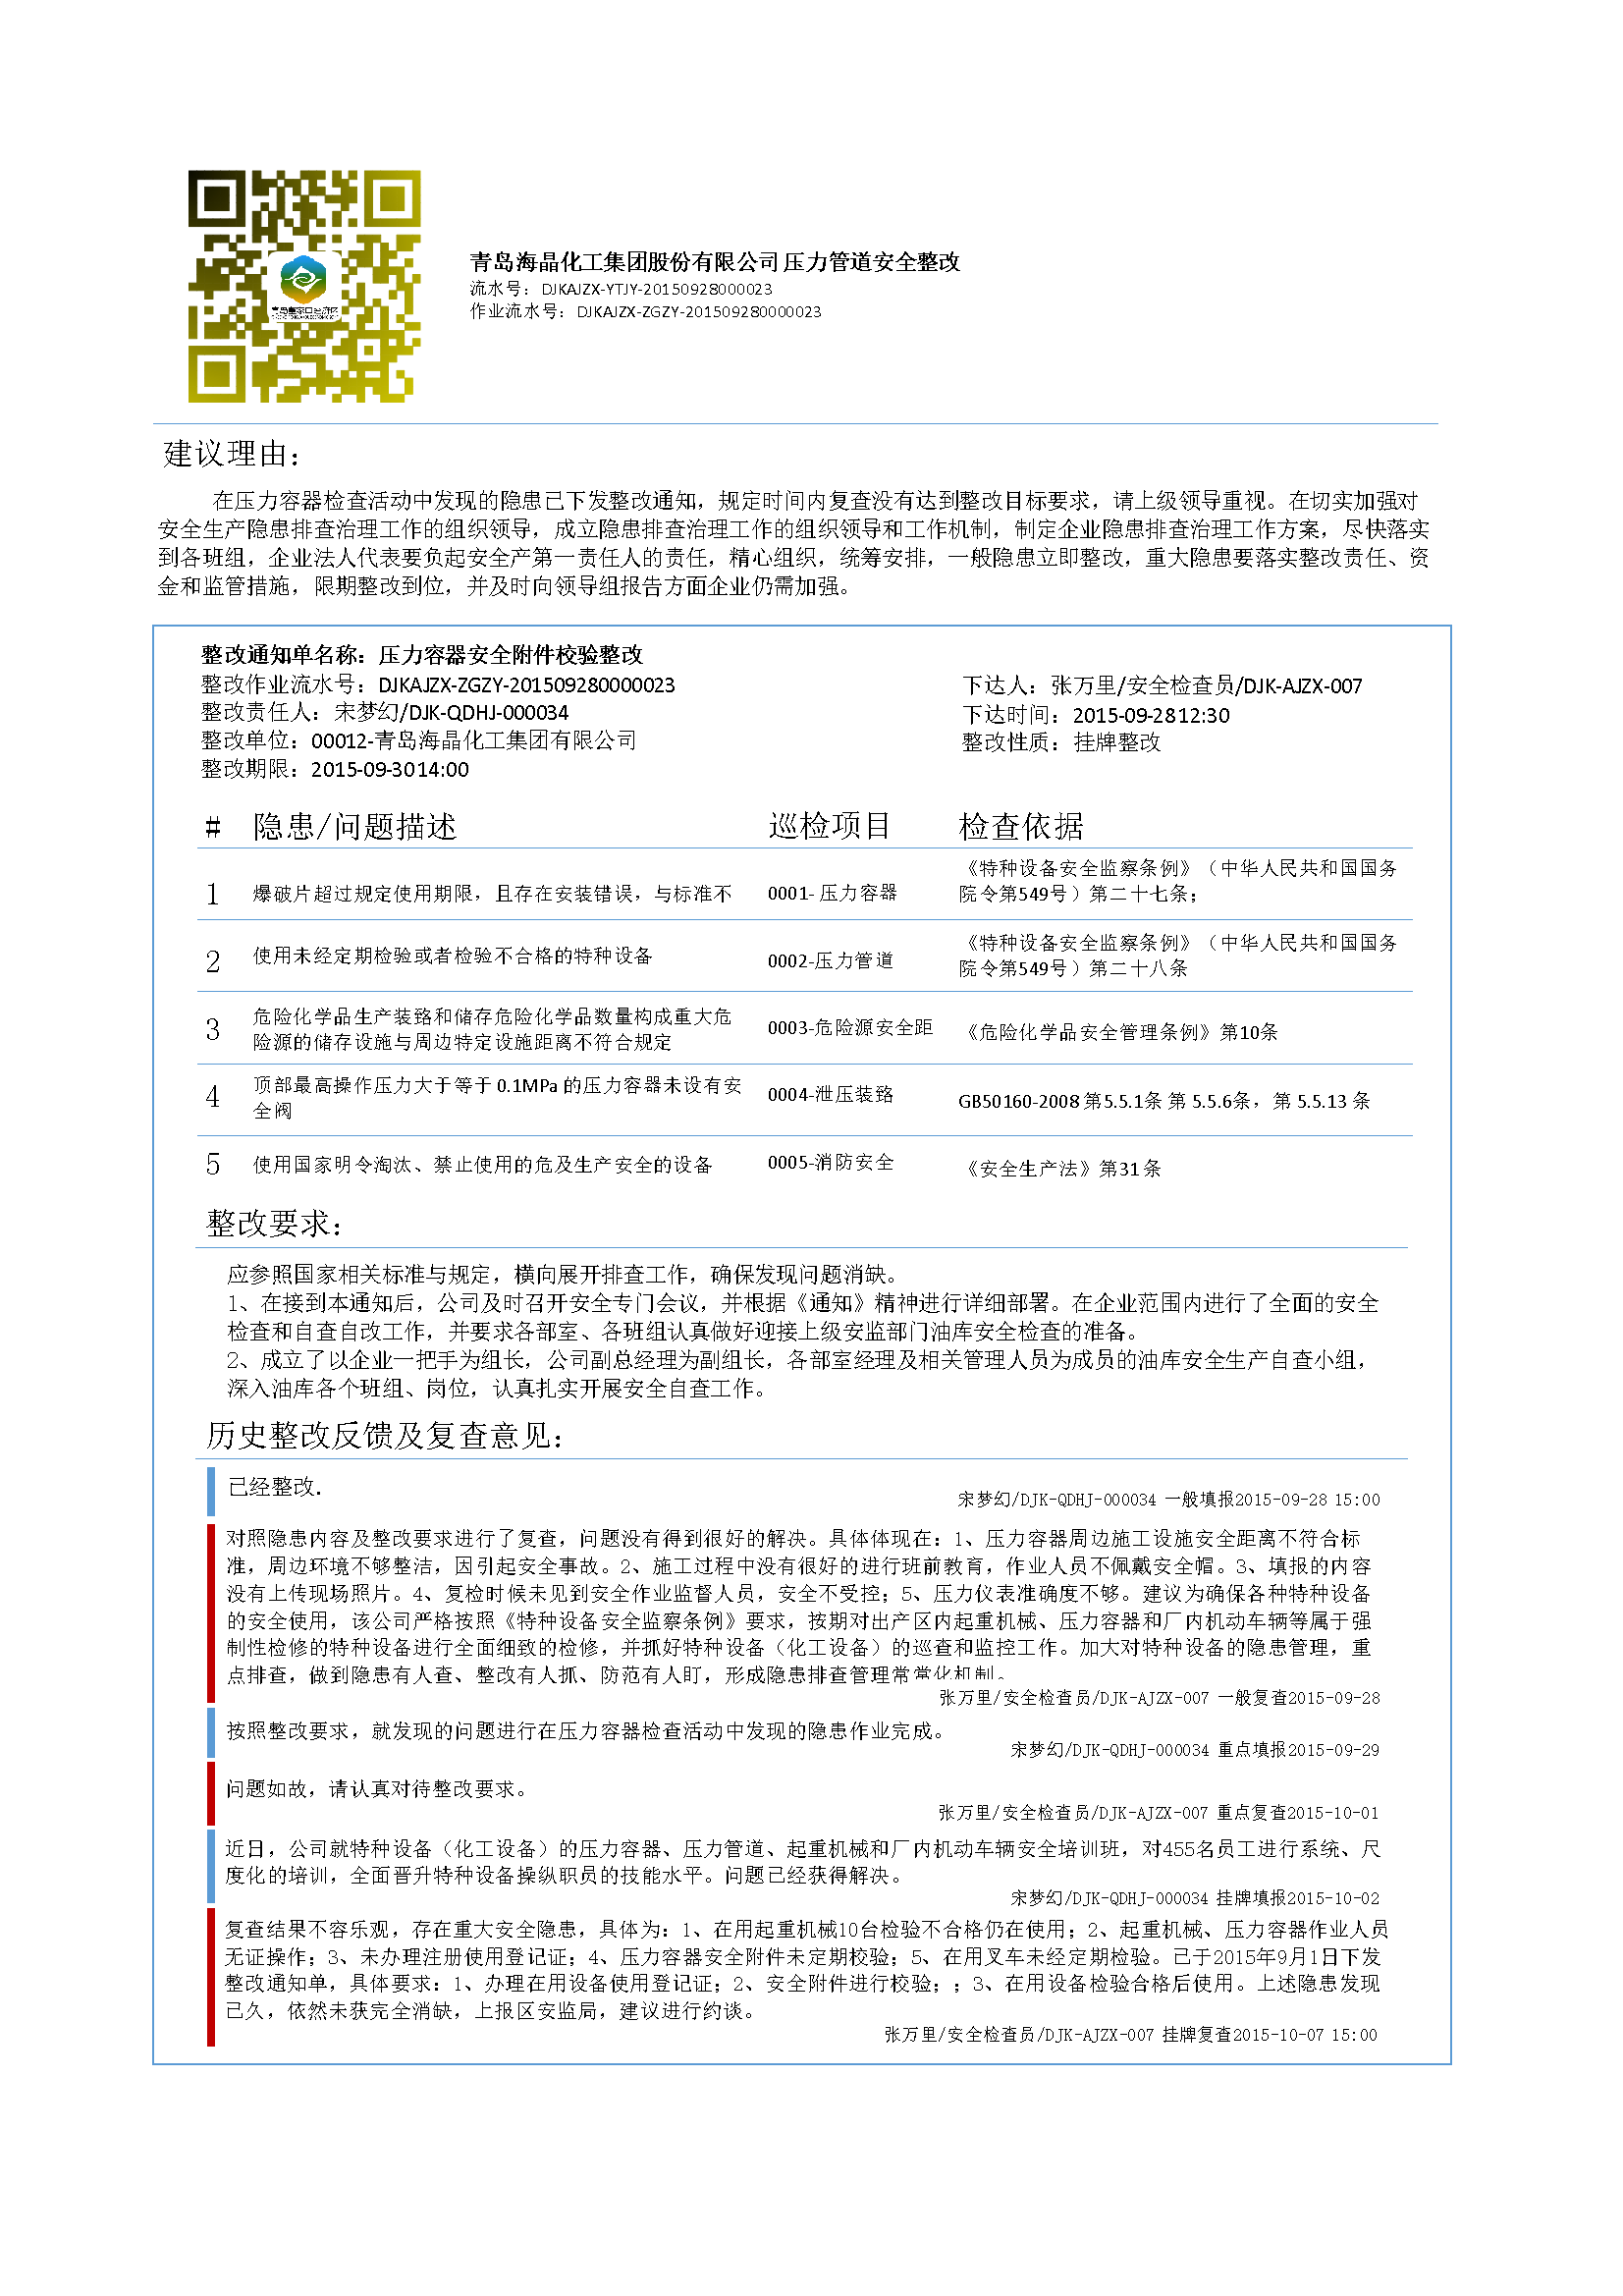 青岛海晶化工集团股份有限公司压力管道安全整改
流水号：DJKAJZX-YTJY-20150928000023
作业流水号：DJKAJZX-ZGZY-201509280000023
建议理由：
在压力容器检查活动中发现的隐患已下发整改通知，规定时间内复查没有达到整改目标要求，请上级领导重视。在切实加强对
安全生产隐患排查治理工作的组织领导，成立隐患排查治理工作的组织领导和工作机制，制定企业隐患排查治理工作方案，尽快落实
到各班组，企业法人代表要负起安全产第一责任人的责任，精心组织，统筹安排，一般隐患立即整改，重大隐患要落实整改责任、资
金和监管措施，限期整改到位，并及时向领导组报告方面企业仍需加强。
整改通知单名称：压力容器安全附件校验整改
整改作业流水号：DJKAJZX-ZGZY-201509280000023
下达人：张万里/安全检查员/DJK-AJZX-007
整改责任人：宋梦幻/DJK-QDHJ-000034
下达时间：2015-09-2812:30
整改单位：00012-青岛海晶化工集团有限公司
整改性质：挂牌整改
整改期限：2015-09-3014:00
# 隐患/问题描述 巡检项目 检查依据
《特种设备安全监察条例》（中华人民共和国国务
1 爆破片超过规定使用期限，且存在安装错误，与标准不 0001- 压力容器 院令第549号）第二十七条；
《特种设备安全监察条例》（中华人民共和国国务
2 使用未经定期检验或者检验不合格的特种设备 0002-压力管道 院令第549号）第二十八条
危险化学品生产装臵和储存危险化学品数量构成重大危
3 险源的储存设施与周边特定设施距离不符合规定 0003-危险源安全距 《危险化学品安全管理条例》第10条
顶部最高操作压力大于等于 0.1MPa 的压力容器未设有安
4 全阀 0004-泄压装臵 GB50160-2008 第5.5.1条 第 5.5.6条，第 5.5.13 条
5 使用国家明令淘汰、禁止使用的危及生产安全的设备 0005-消防安全 《安全生产法》第31条
整改要求：
应参照国家相关标准与规定，横向展开排查工作，确保发现问题消缺。
1、在接到本通知后，公司及时召开安全专门会议，并根据《通知》精神进行详细部署。在企业范围内进行了全面的安全
检查和自查自改工作，并要求各部室、各班组认真做好迎接上级安监部门油库安全检查的准备。
2、成立了以企业一把手为组长，公司副总经理为副组长，各部室经理及相关管理人员为成员的油库安全生产自查小组，
深入油库各个班组、岗位，认真扎实开展安全自查工作。
历史整改反馈及复查意见：
已经整改.
宋梦幻/DJK-QDHJ-000034 一般填报2015-09-28 15:00
对照隐患内容及整改要求进行了复查，问题没有得到很好的解决。具体体现在：1、压力容器周边施工设施安全距离不符合标
准，周边环境不够整洁，因引起安全事故。2、施工过程中没有很好的进行班前教育，作业人员不佩戴安全帽。3、填报的内容
没有上传现场照片。4、复检时候未见到安全作业监督人员，安全不受控；5、压力仪表准确度不够。建议为确保各种特种设备
的安全使用，该公司严格按照《特种设备安全监察条例》要求，按期对出产区内起重机械、压力容器和厂内机动车辆等属于强
制性检修的特种设备进行全面细致的检修，并抓好特种设备（化工设备）的巡查和监控工作。加大对特种设备的隐患管理，重
点排查，做到隐患有人查、整改有人抓、防范有人盯，形成隐患排查管理常常化机制。
张万里/安全检查员/DJK-AJZX-007 一般复查2015-09-28
按照整改要求，就发现的问题进行在压力容器检查活动中发现的隐患作业完成。
宋梦幻/DJK-QDHJ-000034 重点填报2015-09-29
问题如故，请认真对待整改要求。
张万里/安全检查员/DJK-AJZX-007 重点复查2015-10-01
近日，公司就特种设备（化工设备）的压力容器、压力管道、起重机械和厂内机动车辆安全培训班，对455名员工进行系统、尺
度化的培训，全面晋升特种设备操纵职员的技能水平。问题已经获得解决。
宋梦幻/DJK-QDHJ-000034 挂牌填报2015-10-02
复查结果不容乐观，存在重大安全隐患，具体为：1、在用起重机械10台检验不合格仍在使用；2、起重机械、压力容器作业人员
无证操作；3、未办理注册使用登记证；4、压力容器安全附件未定期校验；5、在用叉车未经定期检验。已于2015年9月1日下发
整改通知单，具体要求：1、办理在用设备使用登记证；2、安全附件进行校验；；3、在用设备检验合格后使用。上述隐患发现
已久，依然未获完全消缺，上报区安监局，建议进行约谈。
张万里/安全检查员/DJK-AJZX-007 挂牌复查2015-10-07 15:00